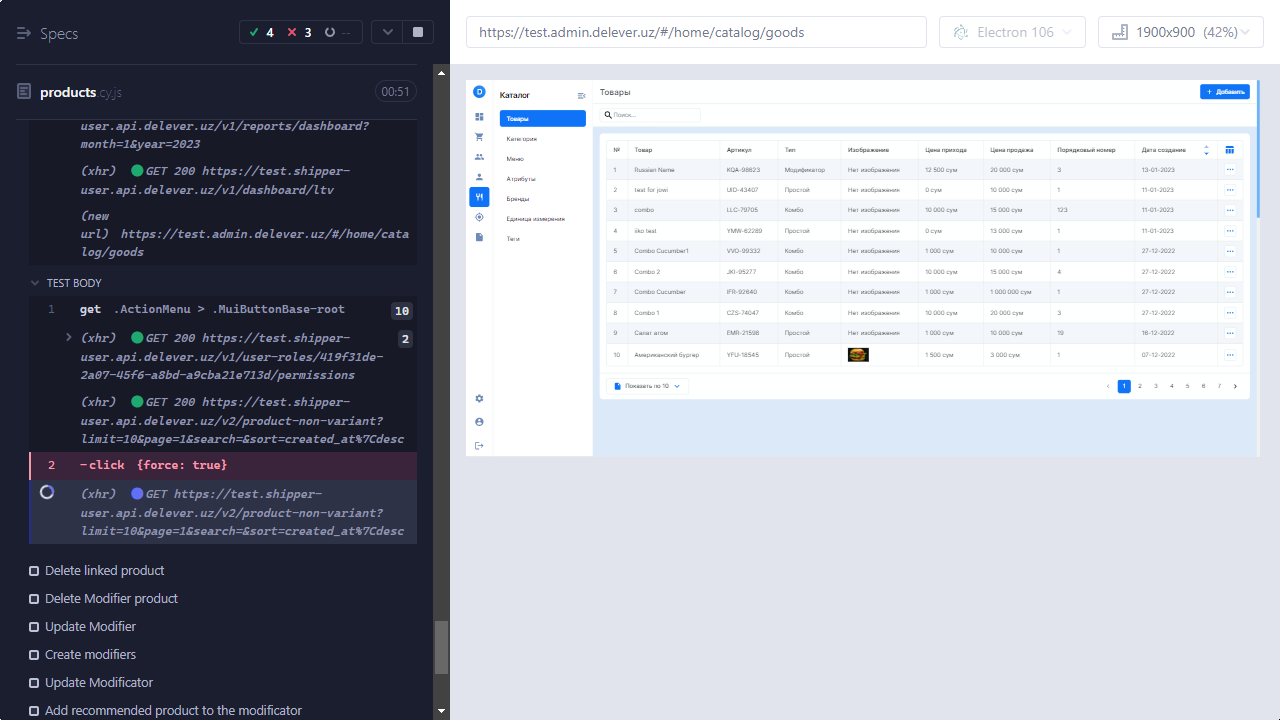 Specs
4
3
--
products.cy.js
00:51
user.api.delever.uz/v1/reports/dashboard?
month=1&year=2023
(xhr) GET 200 https://test.shipper-
user.api.delever.uz/v1/dashboard/ltv
(new
url) https://test.admin.delever.uz/#/home/cata
log/goods
TEST BODY
1 get .ActionMenu > .MuiButtonBase-root 10
(xhr) GET 200 https://test.shipper- 2
user.api.delever.uz/v1/user-roles/419f31de-
2a07-45f6-a8bd-a9cba21e713d/permissions
(xhr) GET 200 https://test.shipper-
user.api.delever.uz/v2/product-non-variant?
limit=10&page=1&search=&sort=created_at%7Cdesc
2 -click {force: true}
(xhr) GET https://test.shipper-
user.api.delever.uz/v2/product-non-variant?
limit=10&page=1&search=&sort=created_at%7Cdesc
Delete linked product
Delete Modifier product
Update Modifier
Create modifiers
Update Modificator
Add recommended product to the modificator
https://test.admin.delever.uz/#/home/catalog/goods
Electron 106
1900x900 (42%)
D
Каталог
Товары
Категория
Меню
Атрибуты
Бренды
Единица измерения
Теги
Товары
+ Добавить
Поиск...
№ Товар Артикул Тип Изображение Цена прихода Цена продажа Порядковый номер Дата создание
1 Russian Name KQA-98623 Модификатор Нет изображения 12 500 сум 20 000 сум 3 13-01-2023
2 test for jowi UID-43407 Простой Нет изображения 0 сум 10 000 сум 1 11-01-2023
3 combo LLC-79705 Комбо Нет изображения 10 000 сум 15 000 сум 123 11-01-2023
4 iiko test YMW-62289 Простой Нет изображения 0 сум 13 000 сум 1 11-01-2023
5 Combo Cucumber1 VVO-99332 Комбо Нет изображения 1 000 сум 10 000 сум 1 27-12-2022
6 Combo 2 JKI-95277 Комбо Нет изображения 10 000 сум 15 000 сум 4 27-12-2022
7 Combo Cucumber IFR-92640 Комбо Нет изображения 1 000 сум 1 000 000 сум 1 27-12-2022
8 Combo 1 CZS-74047 Комбо Нет изображения 10 000 сум 20 000 сум 3 27-12-2022
9 Салат атом EMR-21598 Простой Нет изображения 1 000 сум 10 000 сум 19 16-12-2022
10 Американский бургер YFU-18545 Простой 1 500 сум 3 000 сум 1 07-12-2022
Показать по 10
1 2 3 4 5 6 7